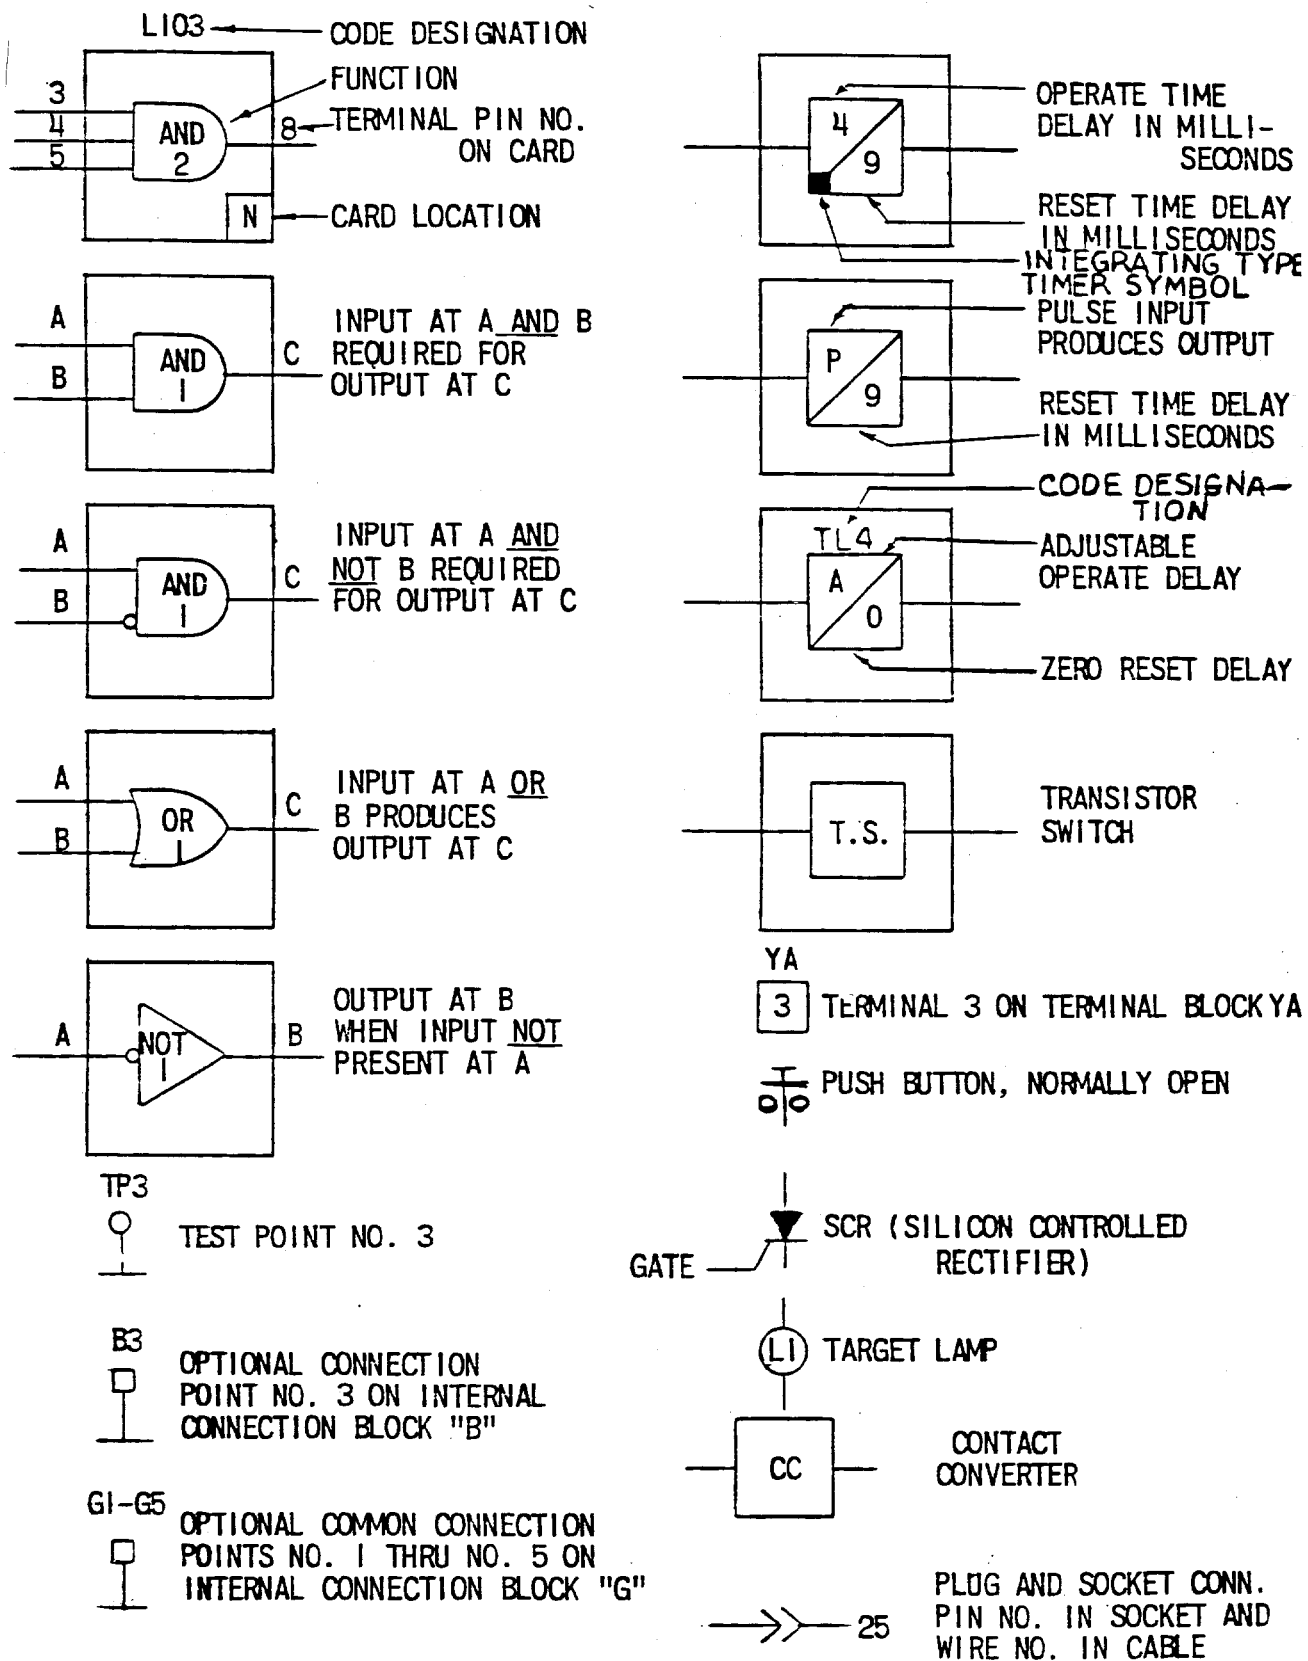 L103
CODE DESIGNATION
FUNCTION
3
4
5
AND
2
8
TERMINAL PIN NO.
ON CARD
N
CARD LOCATION
A
B
AND
1
C
INPUT AT A AND B
REQUIRED FOR
OUTPUT AT C
A
B
AND
1
C
INPUT AT A AND
NOT B REQUIRED
FOR OUTPUT AT C
A
B
OR
1
C
INPUT AT A OR
B PRODUCES
OUTPUT AT C
A
NOT
1
B
OUTPUT AT B
WHEN INPUT NOT
PRESENT AT A
TP3
TEST POINT NO. 3
B3
OPTIONAL CONNECTION
POINT NO. 3 ON INTERNAL
CONNECTION BLOCK "B"
G1-G5
OPTIONAL COMMON CONNECTION
POINTS NO. 1 THRU NO. 5 ON
INTERNAL CONNECTION BLOCK "G"
4
9
OPERATE TIME
DELAY IN MILLI-
SECONDS
RESET TIME DELAY
IN MILLISECONDS
INTEGRATING TYPE
TIMER SYMBOL
P
9
PULSE INPUT
PRODUCES OUTPUT
RESET TIME DELAY
IN MILLISECONDS
CODE DESIGNA-
TION
TL4
A
0
ADJUSTABLE
OPERATE DELAY
ZERO RESET DELAY
T.S.
TRANSISTOR
SWITCH
YA
3
TERMINAL 3 ON TERMINAL BLOCK YA
PUSH BUTTON, NORMALLY OPEN
SCR (SILICON CONTROLLED
RECTIFIER)
GATE
L1
TARGET LAMP
CC
CONTACT
CONVERTER
25
PLUG AND SOCKET CONN.
PIN NO. IN SOCKET AND
WIRE NO. IN CABLE